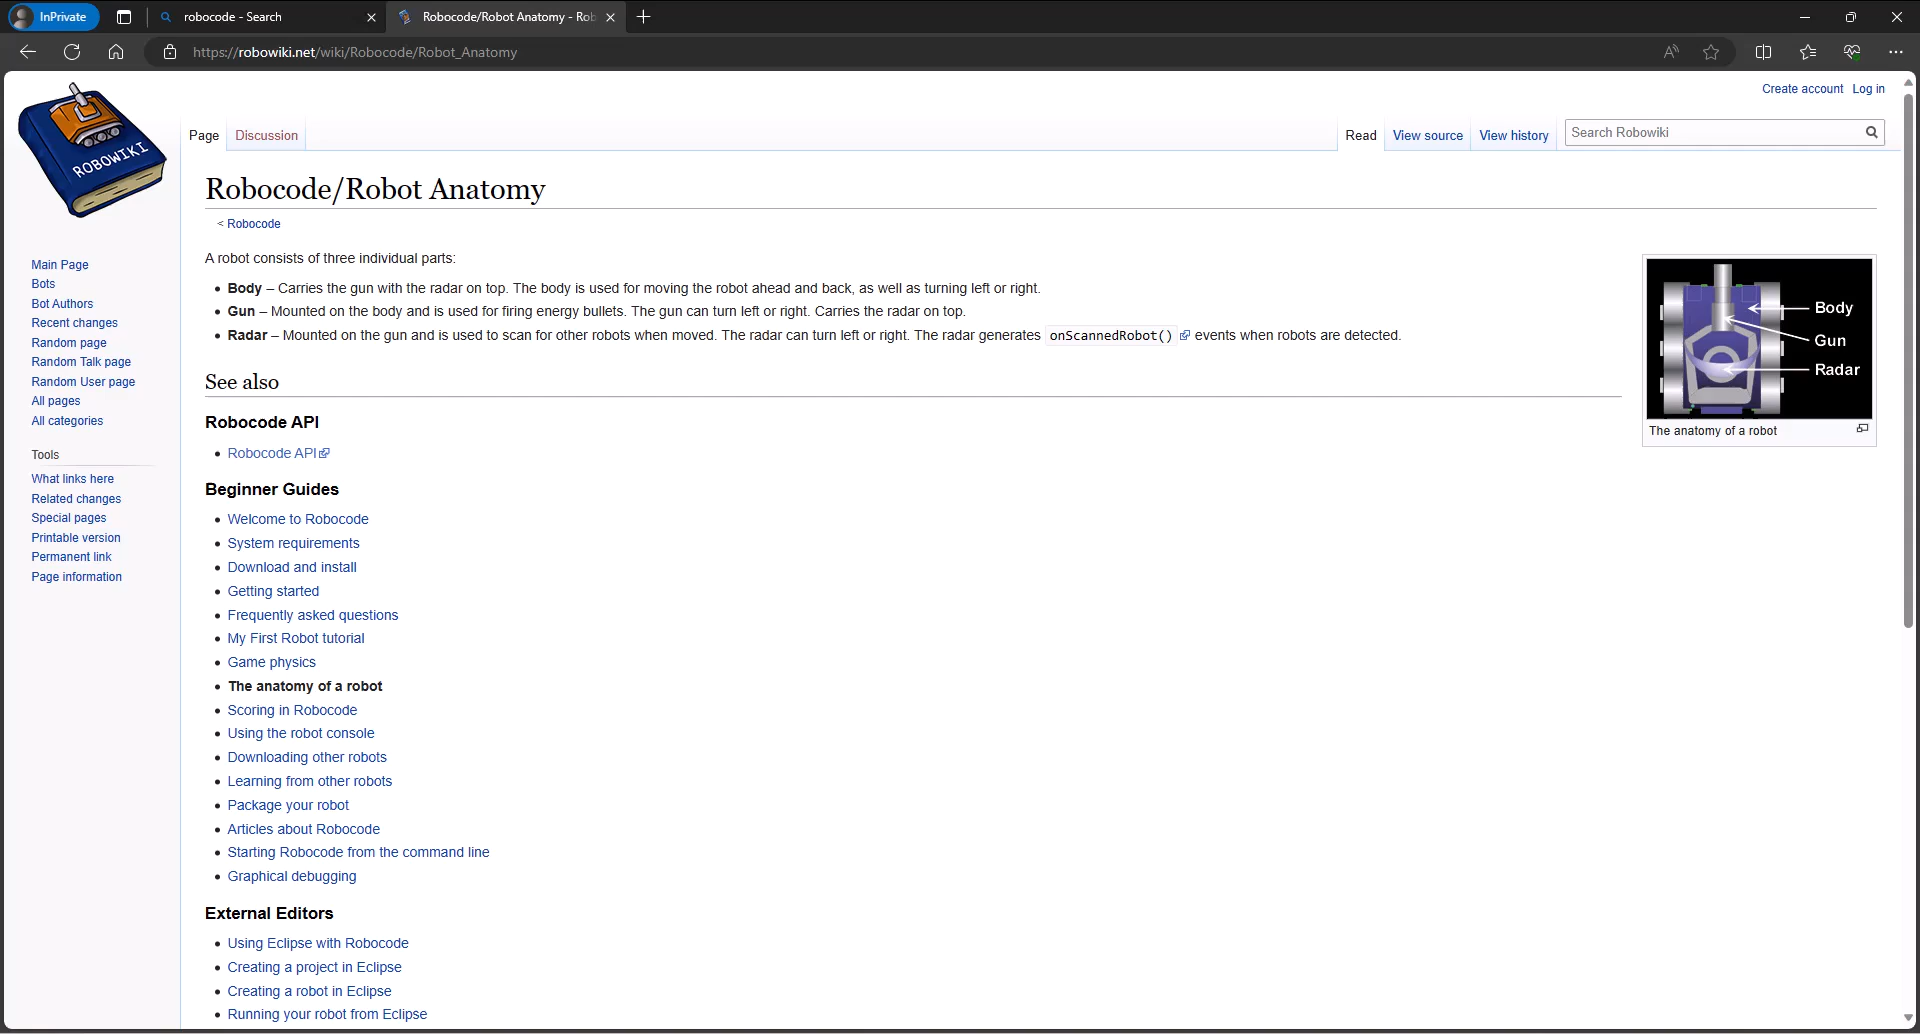 InPrivate
robocode - Search
Robocode/Robot Anatomy - Rob
https://robowiki.net/wiki/Robocode/Robot_Anatomy
ROBOWIKI
Create account Log in
Page Discussion Read View source View history Search Robowiki
Robocode/Robot Anatomy
< Robocode
A robot consists of three individual parts:
• Body – Carries the gun with the radar on top. The body is used for moving the robot ahead and back, as well as turning left or right.
• Gun – Mounted on the body and is used for firing energy bullets. The gun can turn left or right. Carries the radar on top.
• Radar – Mounted on the gun and is used to scan for other robots when moved. The radar can turn left or right. The radar generates onScannedRobot() events when robots are detected.
Body
Gun
Radar
The anatomy of a robot
See also
Robocode API
• Robocode API
Beginner Guides
• Welcome to Robocode
• System requirements
• Download and install
• Getting started
• Frequently asked questions
• My First Robot tutorial
• Game physics
• The anatomy of a robot
• Scoring in Robocode
• Using the robot console
• Downloading other robots
• Learning from other robots
• Package your robot
• Articles about Robocode
• Starting Robocode from the command line
• Graphical debugging
External Editors
• Using Eclipse with Robocode
• Creating a project in Eclipse
• Creating a robot in Eclipse
• Running your robot from Eclipse
Main Page
Bots
Bot Authors
Recent changes
Random page
Random Talk page
Random User page
All pages
All categories
Tools
What links here
Related changes
Special pages
Printable version
Permanent link
Page information